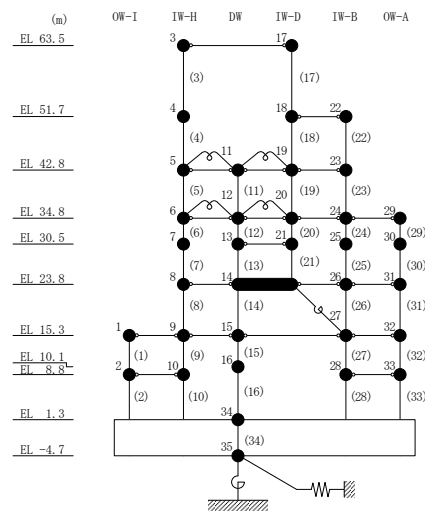 (m) OW-I IW-H DW IW-D IW-B OW-A
EL 63.5 3 17
(3) (17)
EL 51.7 4 18 22
(4) (18) (22)
EL 42.8 5 11 19 23
(5) (11) (19) (23)
EL 34.8 6 12 20 24 29
(6) (12) (20) (24) (29)
EL 30.5 7 13 21 25 30
(7) (13) (21) (25) (30)
EL 23.8 8 14 26 31
(8) (14) (26) (31)
EL 15.3 1 9 15 27 32
(1) (9) (15) (27) (32)
EL 10.1 16
EL 8.8 2 10 28 33
(2) (10) (16) (28) (33)
EL 1.3 34
(34)
EL -4.7 35